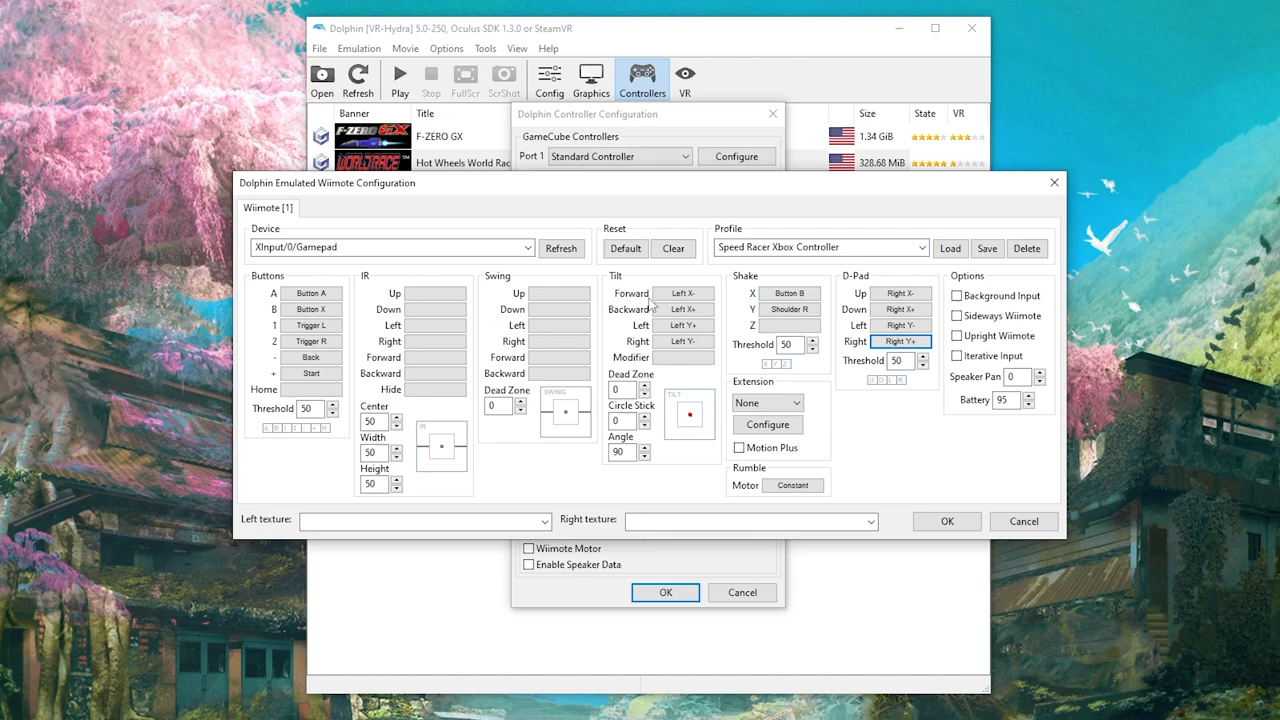 Dolphin [VR-Hydra] 5.0-250, Oculus SDK 1.3.0 or SteamVR
File Emulation Movie Options Tools View Help
Open Refresh Play Stop FullScr ScrShot Config Graphics Controllers VR
Banner Title Size State VR
F-ZERO GX F-ZERO GX 1.34 GiB
WORLD RACE Hot Wheels World Rac 328.68 MiB
Dolphin Controller Configuration
GameCube Controllers
Port 1 Standard Controller Configure
Dolphin Emulated Wiimote Configuration
Wiimote [1]
Device Reset Profile
XInput/0/Gamepad Refresh Default Clear Speed Racer Xbox Controller Load Save Delete
Buttons
A Button A
B Button X
1 Trigger L
2 Trigger R
- Back
+ Start
Home
Threshold 50
A B 1 2 - + H
IR
Up
Down
Left
Right
Forward
Backward
Hide
Center
50
Width
50
Height
50
IR
Swing
Up
Down
Left
Right
Forward
Backward
Dead Zone
0
SWING
Tilt
Forward Left X-
Backward Left X+
Left Left Y+
Right Left Y-
Modifier
Dead Zone
0
Circle Stick
0
Angle
90
TILT
Shake
X Button B
Y Shoulder R
Z
Threshold 50
X Y Z
Extension
None
Configure
Motion Plus
Rumble
Motor Constant
D-Pad
Up Right X-
Down Right X+
Left Right Y-
Right Right Y+
Threshold 50
U D L R
Options
Background Input
Sideways Wiimote
Upright Wiimote
Iterative Input
Speaker Pan 0
Battery 95
Left texture: Right texture: OK Cancel
Wiimote Motor
Enable Speaker Data
OK Cancel